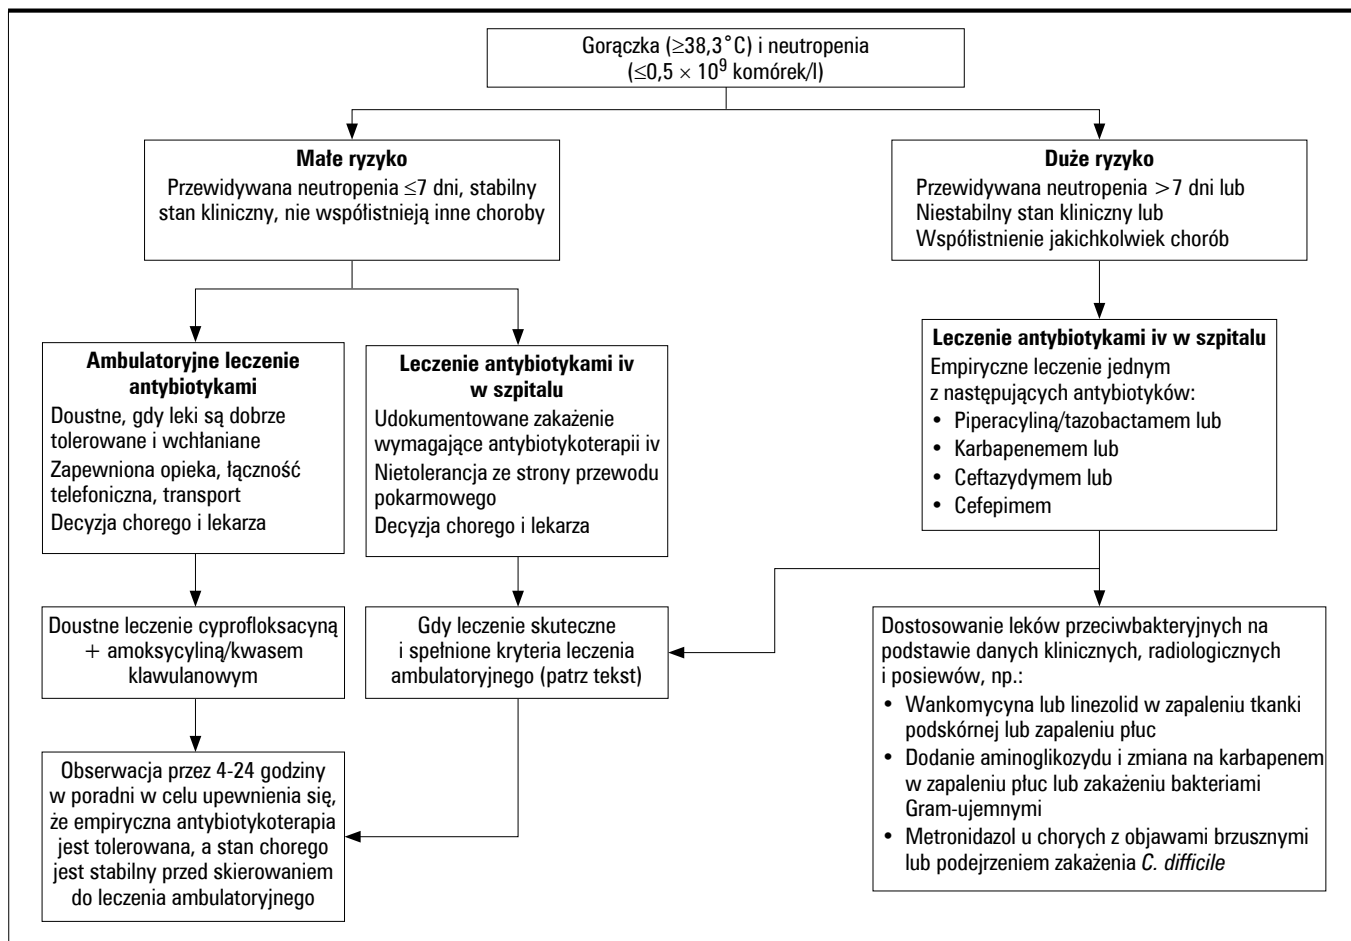 Gorączka (≥38,3˚C) i neutropenia
(≤0,5 × 10⁹ komórek/l)
Małe ryzyko
Przewidywana neutropenia ≤7 dni, stabilny
stan kliniczny, nie współistnieją inne choroby
Duże ryzyko
Przewidywana neutropenia >7 dni lub
Niestabilny stan kliniczny lub
Współistnienie jakichkolwiek chorób
Ambulatoryjne leczenie
antybiotykami
Doustne, gdy leki są dobrze
tolerowane i wchłaniane
Zapewniona opieka, łączność
telefoniczna, transport
Decyzja chorego i lekarza
Leczenie antybiotykami iv
w szpitalu
Udokumentowane zakażenie
wymagające antybiotykoterapii iv
Nietolerancja ze strony przewodu
pokarmowego
Decyzja chorego i lekarza
Leczenie antybiotykami iv w szpitalu
Empiryczne leczenie jednym
z następujących antybiotyków:
• Piperacyliną/tazobactamem lub
• Karbapenemem lub
• Ceftazydymem lub
• Cefepimem
Doustne leczenie cyprofloksacyną
+ amoksycyliną/kwasem
klawulanowym
Gdy leczenie skuteczne
i spełnione kryteria leczenia
ambulatoryjnego (patrz tekst)
Dostosowanie leków przeciwbakteryjnych na
podstawie danych klinicznych, radiologicznych
i posiewów, np.:
• Wankomycyna lub linezolid w zapaleniu tkanki
podskórnej lub zapaleniu płuc
• Dodanie aminoglikozydu i zmiana na karbapenem
w zapaleniu płuc lub zakażeniu bakteriami
Gram-ujemnymi
• Metronidazol u chorych z objawami brzusznymi
lub podejrzeniem zakażenia C. difficile
Obserwacja przez 4-24 godziny
w poradni w celu upewnienia się,
że empiryczna antybiotykoterapia
jest tolerowana, a stan chorego
jest stabilny przed skierowaniem
do leczenia ambulatoryjnego